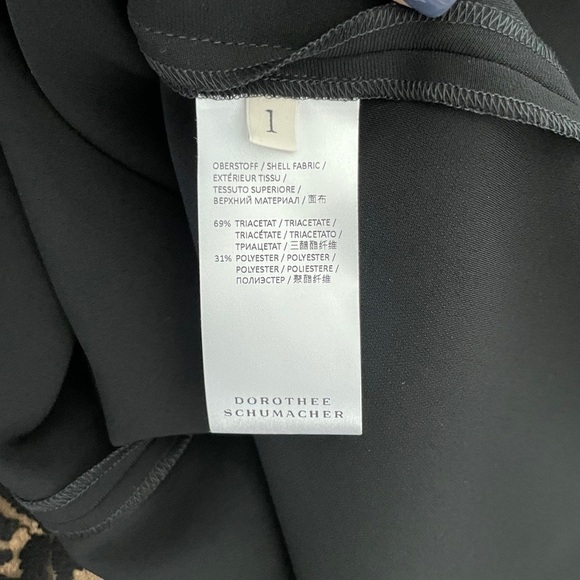 1
OBERSTOFF / SHELL FABRIC /
EXTÉRIEUR TISSU /
TESSUTO SUPERIORE /
ВЕРХНИЙ МАТЕРИАЛ / 面布
69% TRIACETAT / TRIACETATE /
TRIACÉTATE / TRIACETATO /
ТРИАЦЕТАТ / 三醋酯纤维
31% POLYESTER / POLYESTER /
POLYESTER / POLIESTERE /
ПОЛИЭСТЕР / 聚酯纤维
DOROTHEE
SCHUMACHER